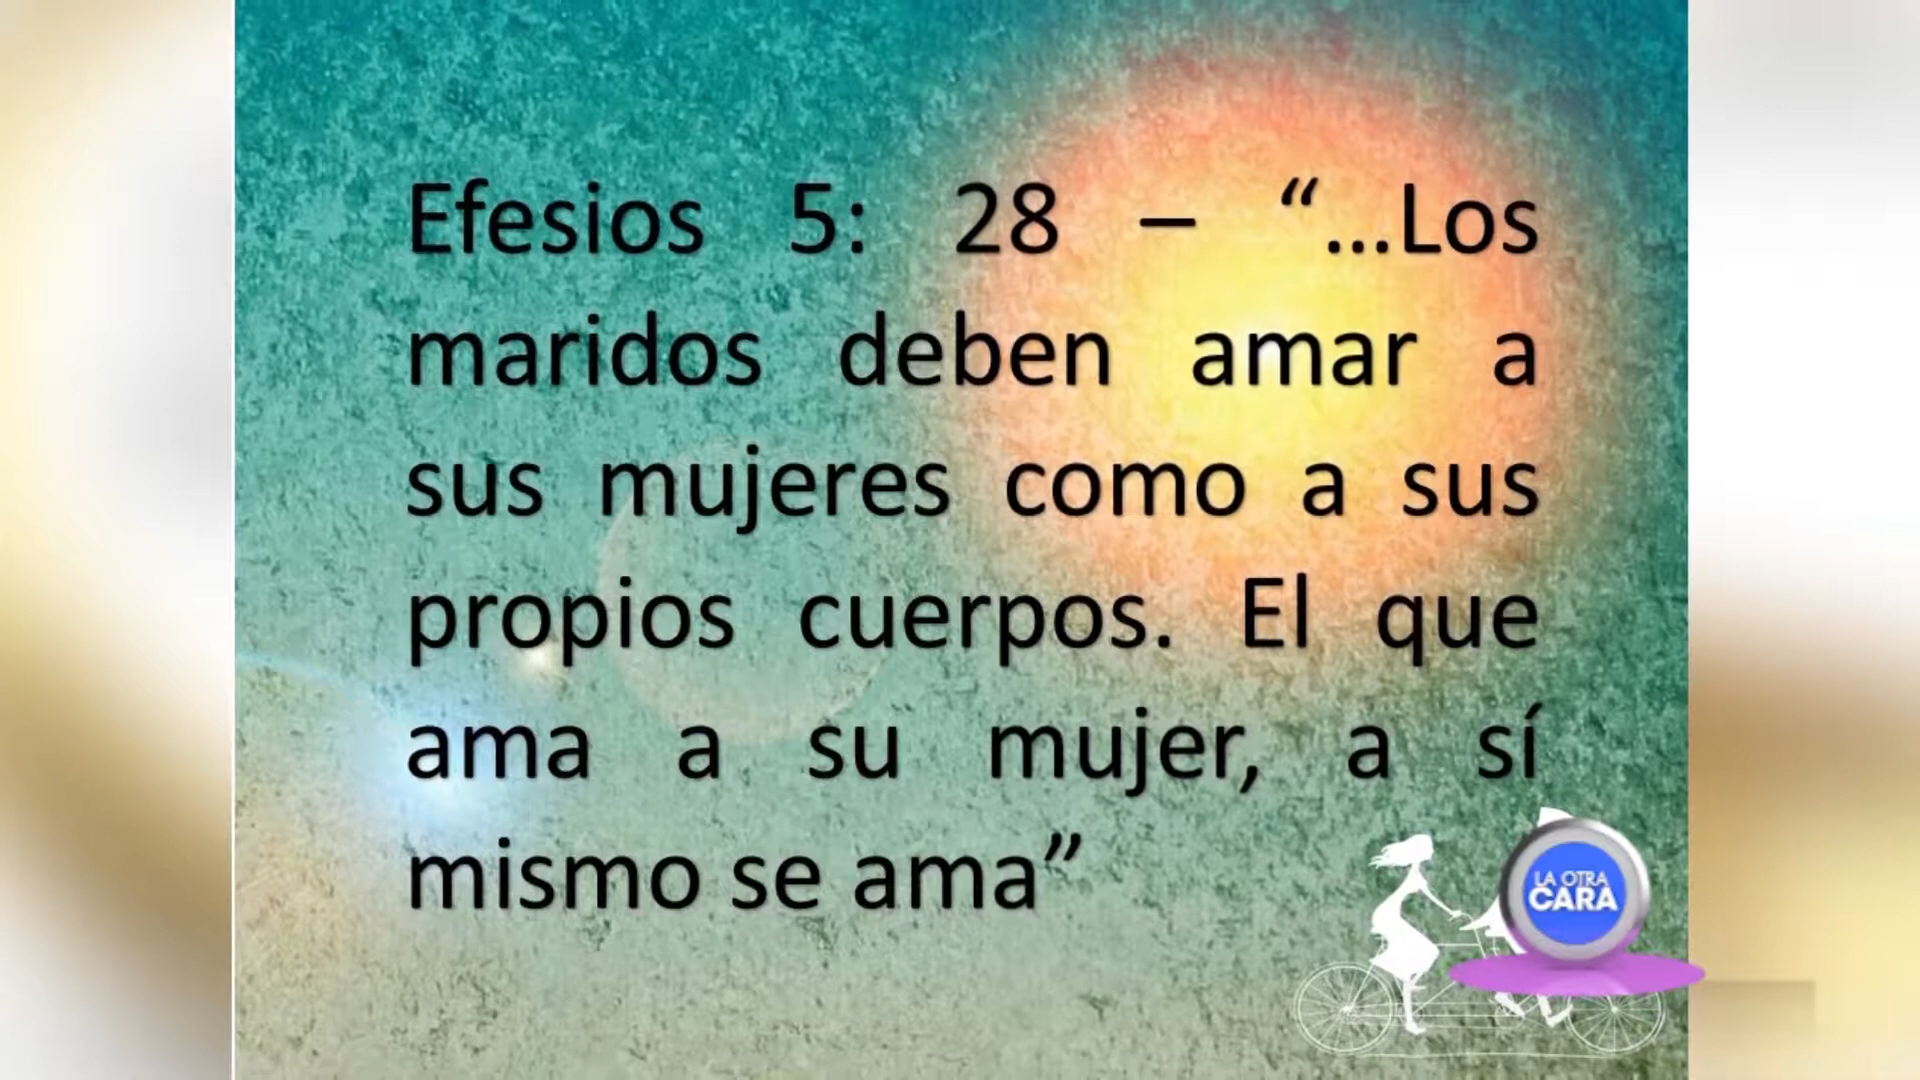 Efesios 5: 28 – “...Los
maridos deben amar a
sus mujeres como a sus
propios cuerpos. El que
ama a su mujer, a sí
mismo se ama”
LA OTRA
CARA